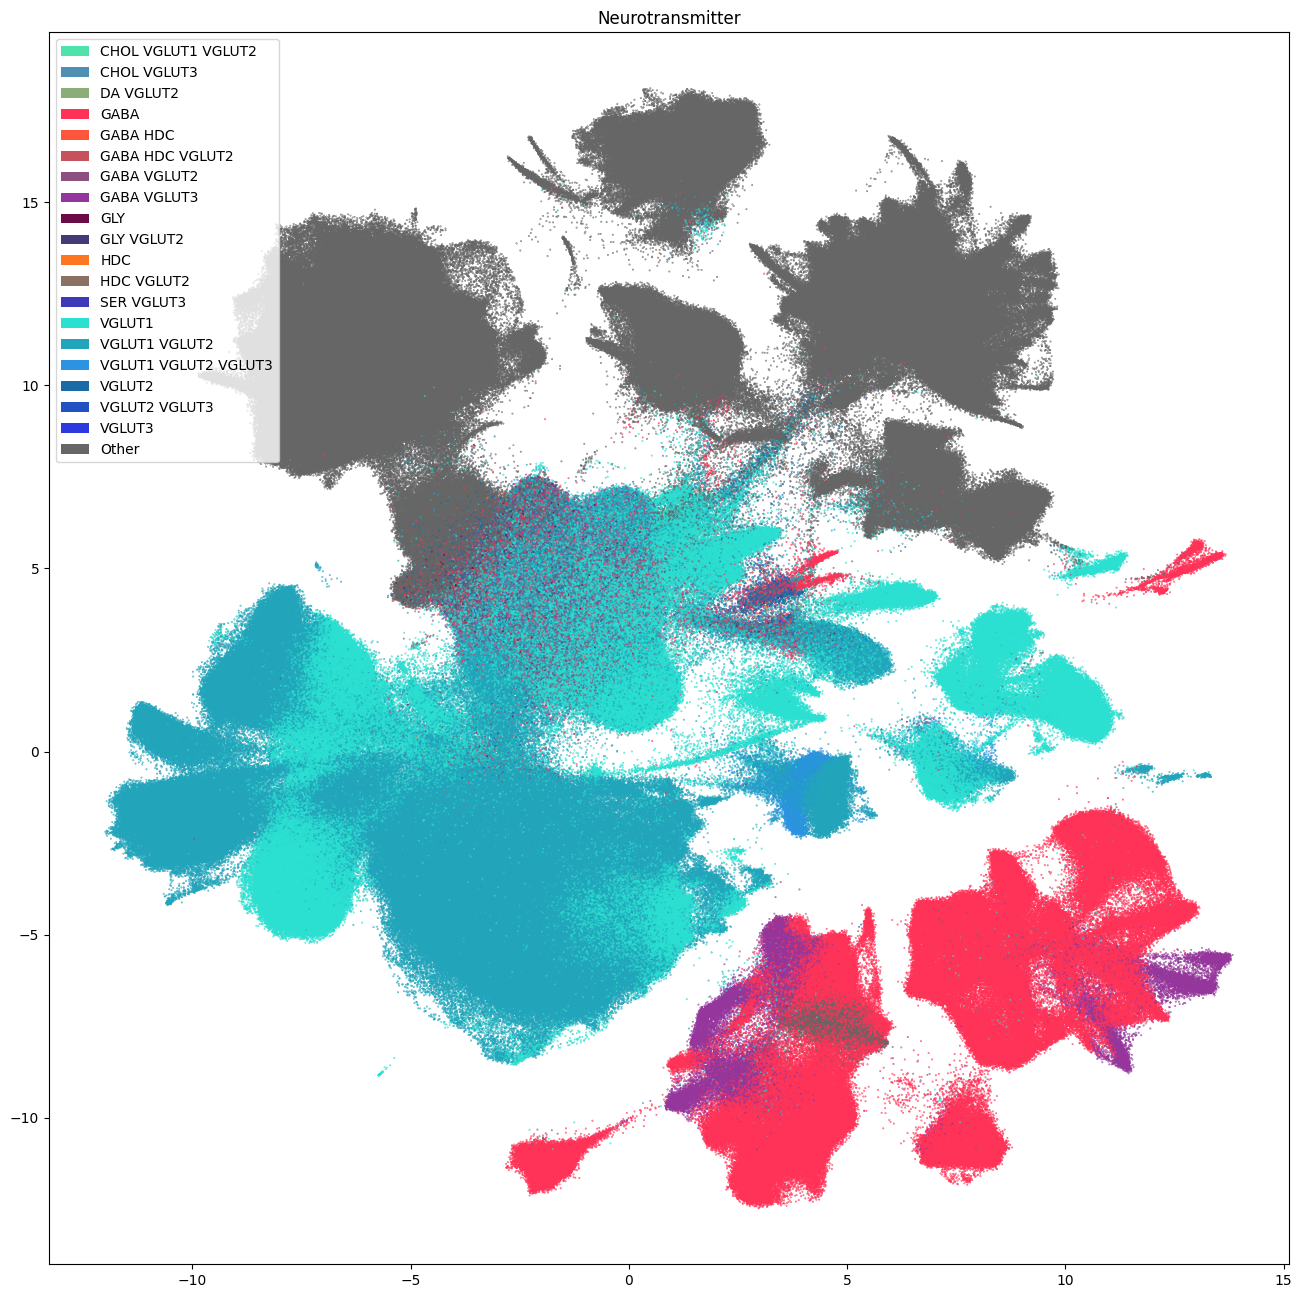 Neurotransmitter
CHOL VGLUT1 VGLUT2
CHOL VGLUT3
DA VGLUT2
GABA
GABA HDC
GABA HDC VGLUT2
GABA VGLUT2
GABA VGLUT3
GLY
GLY VGLUT2
HDC
HDC VGLUT2
SER VGLUT3
VGLUT1
VGLUT1 VGLUT2
VGLUT1 VGLUT2 VGLUT3
VGLUT2
VGLUT2 VGLUT3
VGLUT3
Other
15
10
5
0
−5
−10
−10 −5 0 5 10 15